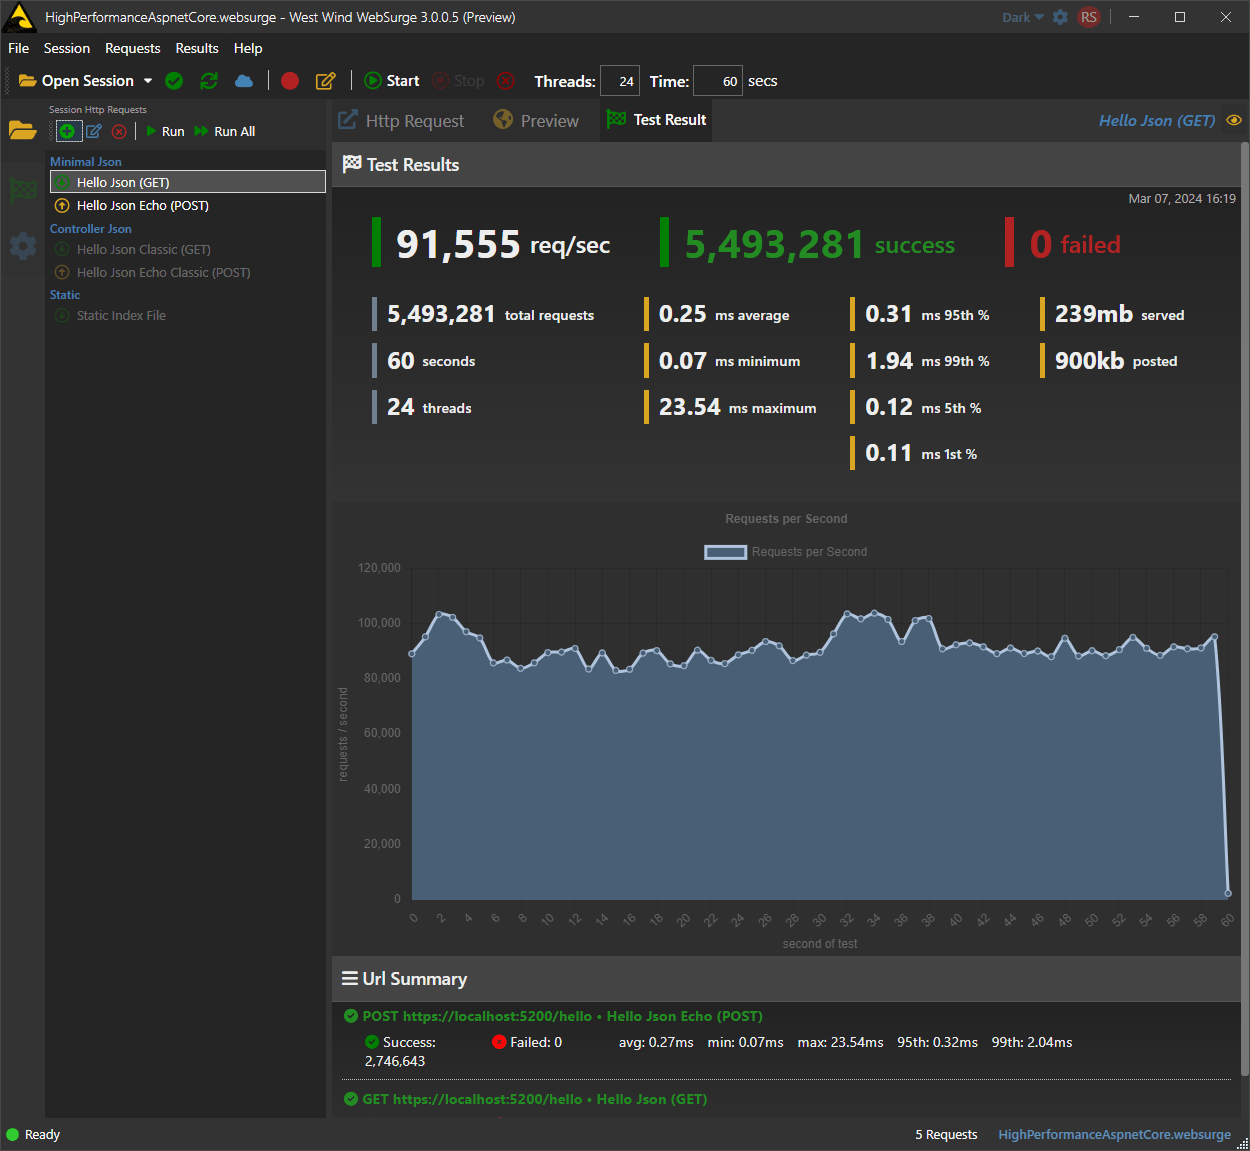 HighPerformanceAspnetCore.websurge - West Wind WebSurge 3.0.0.5 (Preview)
Dark
RS
File Session Requests Results Help
Open Session Start Stop Threads: 24 Time: 60 secs
Session Http Requests
Run Run All
Minimal Json
Hello Json (GET)
Hello Json Echo (POST)
Controller Json
Hello Json Classic (GET)
Hello Json Echo Classic (POST)
Static
Static Index File
Http Request Preview Test Result Hello Json (GET)
Test Results
Mar 07, 2024 16:19
91,555 req/sec 5,493,281 success 0 failed
5,493,281 total requests 0.25 ms average 0.31 ms 95th % 239mb served
60 seconds 0.07 ms minimum 1.94 ms 99th % 900kb posted
24 threads 23.54 ms maximum 0.12 ms 5th %
0.11 ms 1st %
Requests per Second
Requests per Second
120,000
100,000
80,000
60,000
40,000
20,000
0
requests / second
0 2 4 6 8 10 12 14 16 18 20 22 24 26 28 30 32 34 36 38 40 42 44 46 48 50 52 54 56 58 60
second of test
Url Summary
POST https://localhost:5200/hello • Hello Json Echo (POST)
Success: 2,746,643 Failed: 0 avg: 0.27ms min: 0.07ms max: 23.54ms 95th: 0.32ms 99th: 2.04ms
GET https://localhost:5200/hello • Hello Json (GET)
Ready 5 Requests HighPerformanceAspnetCore.websurge